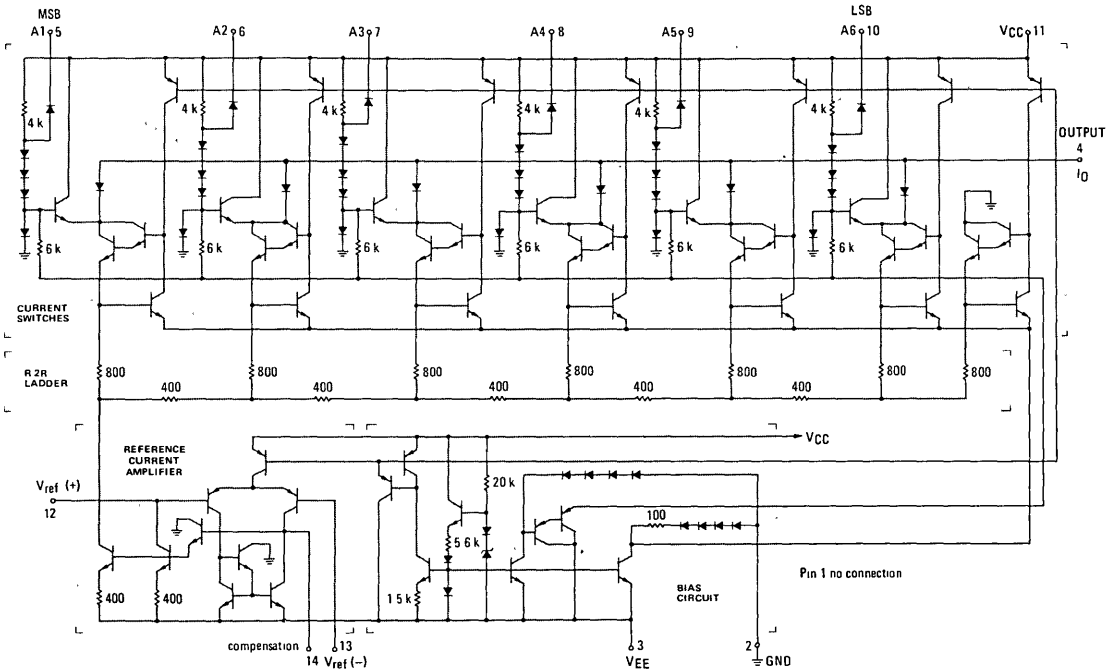 MSB LSB
A1 5 A2 6 A3 7 A4 8 A5 9 A6 10 VCC 11
4 k 4 k 4 k 4 k 4 k 4 k
OUTPUT
4
IO
6 k 6 k 6 k 6 k 6 k 6 k
CURRENT
SWITCHES
R 2R
LADDER
800 800 800 800 800 800 800
400 400 400 400 400 400
REFERENCE
CURRENT
AMPLIFIER
VCC
Vref (+)
12
20 k
100
5 6 k
Pin 1 no connection
400 400
1 5 k
BIAS
CIRCUIT
compensation
14
13
Vref (–)
3
VEE
2
GND